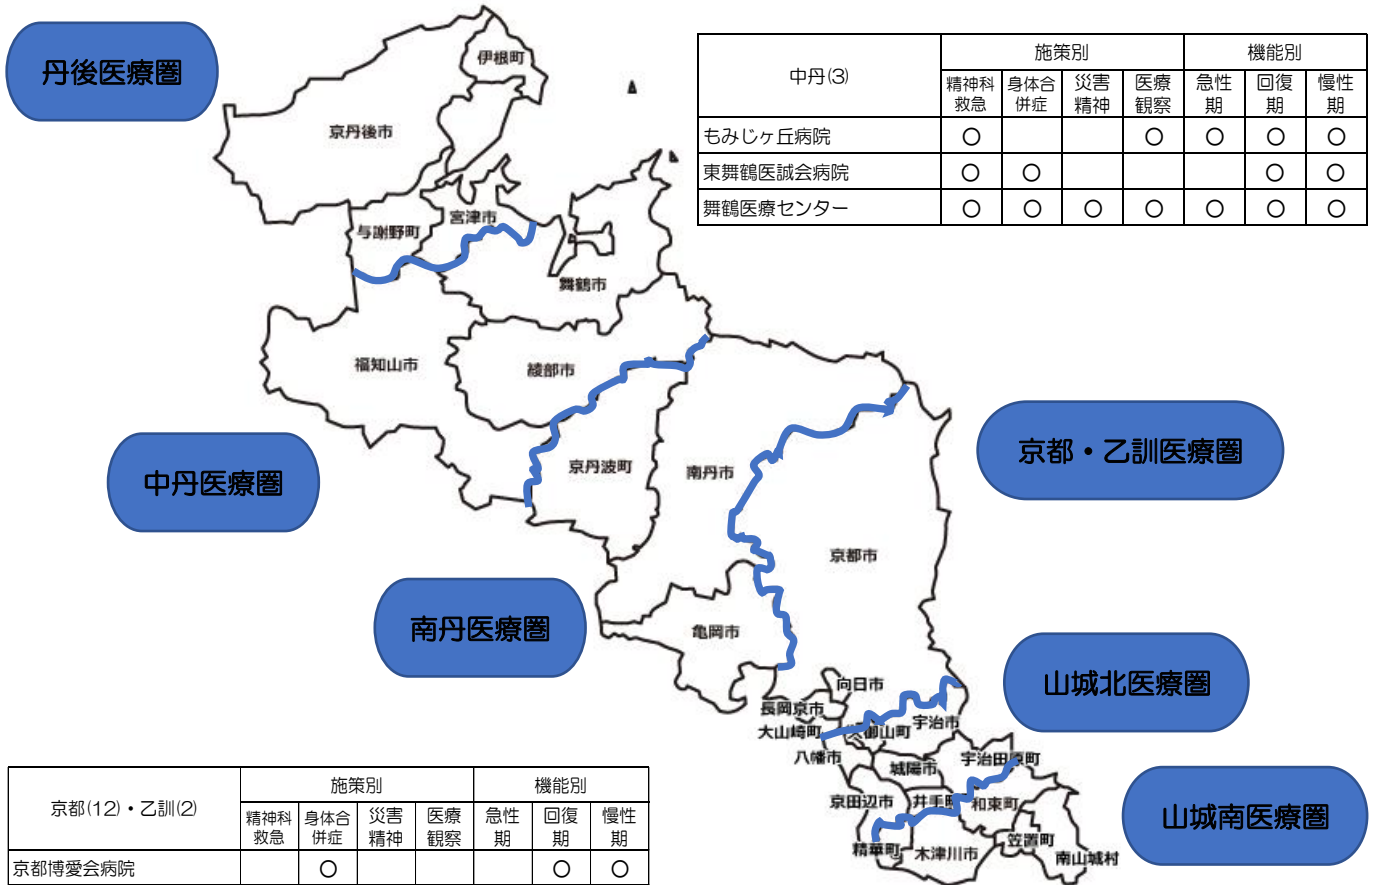 丹後医療圏
伊根町
京丹後市
宮津市
与謝野町
舞鶴市
福知山市
綾部市
京丹波町
南丹市
京都市
亀岡市
向日市
長岡京市
大山崎町
久御山町
宇治市
八幡市
城陽市
宇治田原町
京田辺市
井手町
和束町
精華町
木津川市
笠置町
南山城村
中丹医療圏
南丹医療圏
京都・乙訓医療圏
山城北医療圏
山城南医療圏
中丹(3) 施策別 機能別
精神科救急 身体合併症 災害精神 医療観察 急性期 回復期 慢性期
もみじヶ丘病院 〇 〇 〇 〇 〇
東舞鶴医誠会病院 〇 〇 〇 〇
舞鶴医療センター 〇 〇 〇 〇 〇 〇 〇
京都(12)・乙訓(2) 施策別 機能別
精神科救急 身体合併症 災害精神 医療観察 急性期 回復期 慢性期
京都博愛会病院 〇 〇 〇